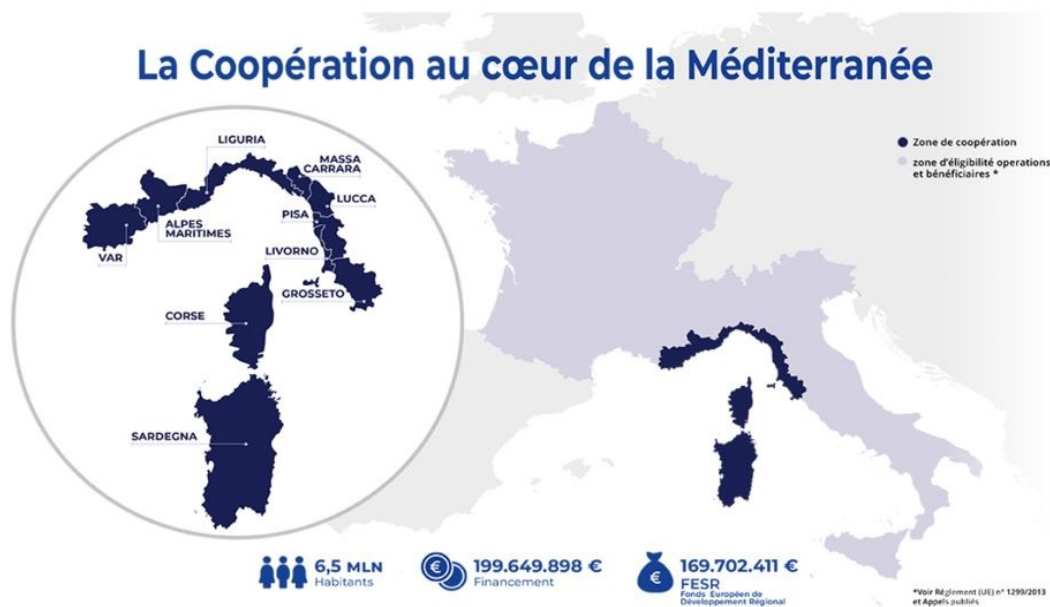 La Coopération au cœur de la Méditerranée
LIGURIA
MASSA
CARRARA
LUCCA
PISA
ALPES
MARITIMES
VAR
LIVORNO
GROSSETO
CORSE
SARDEGNA
Zone de coopération
zone d'éligibilité operations
et bénéficiaires *
6,5 MLN
Habitants
199.649.898 €
Financement
169.702.411 €
FESR
Fonds Européen de
Développement Régional
*Voir Réglement (UE) n° 1299/2013
et Appels publiés